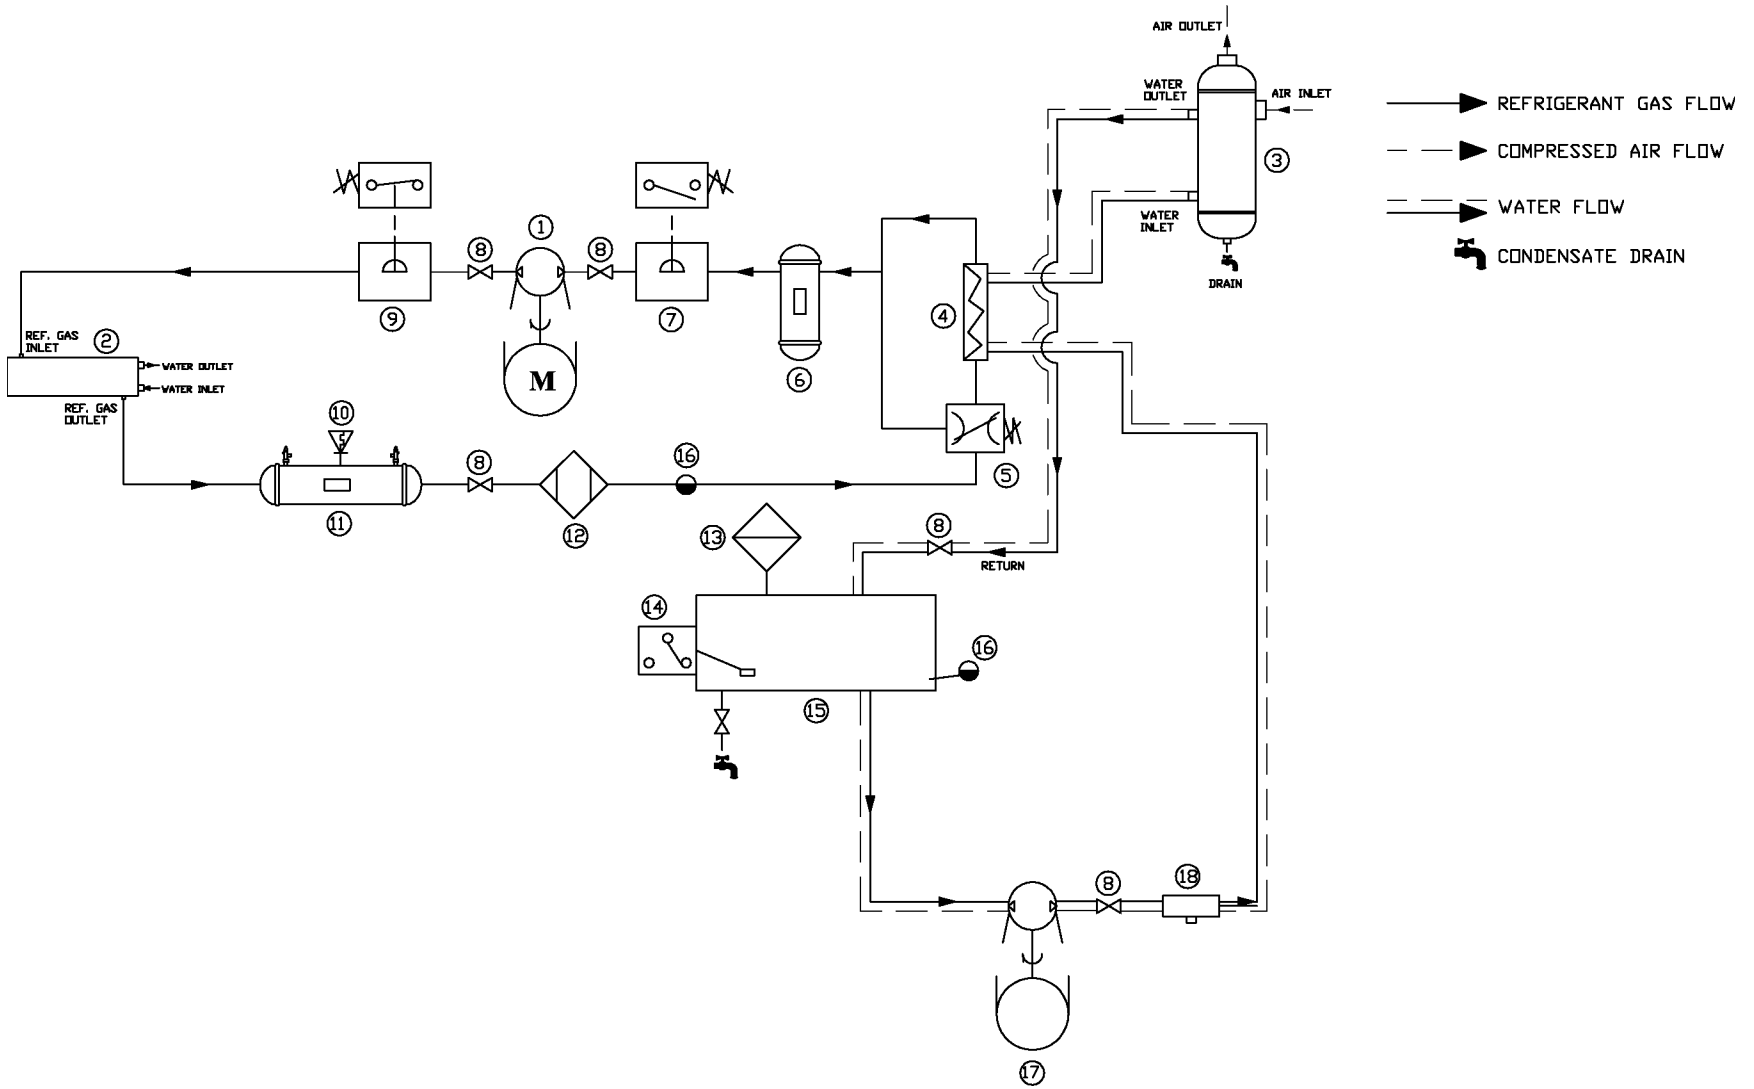 AIR OUTLET
WATER
OUTLET
AIR INLET
3
WATER
INLET
DRAIN
REFRIGERANT GAS FLOW
COMPRESSED AIR FLOW
WATER FLOW
CONDENSATE DRAIN
9
8
1
8
7
6
4
5
M
REF. GAS
INLET
2
WATER OUTLET
WATER INLET
REF. GAS
OUTLET
10
11
8
12
16
13
8
RETURN
14
16
15
8
18
17